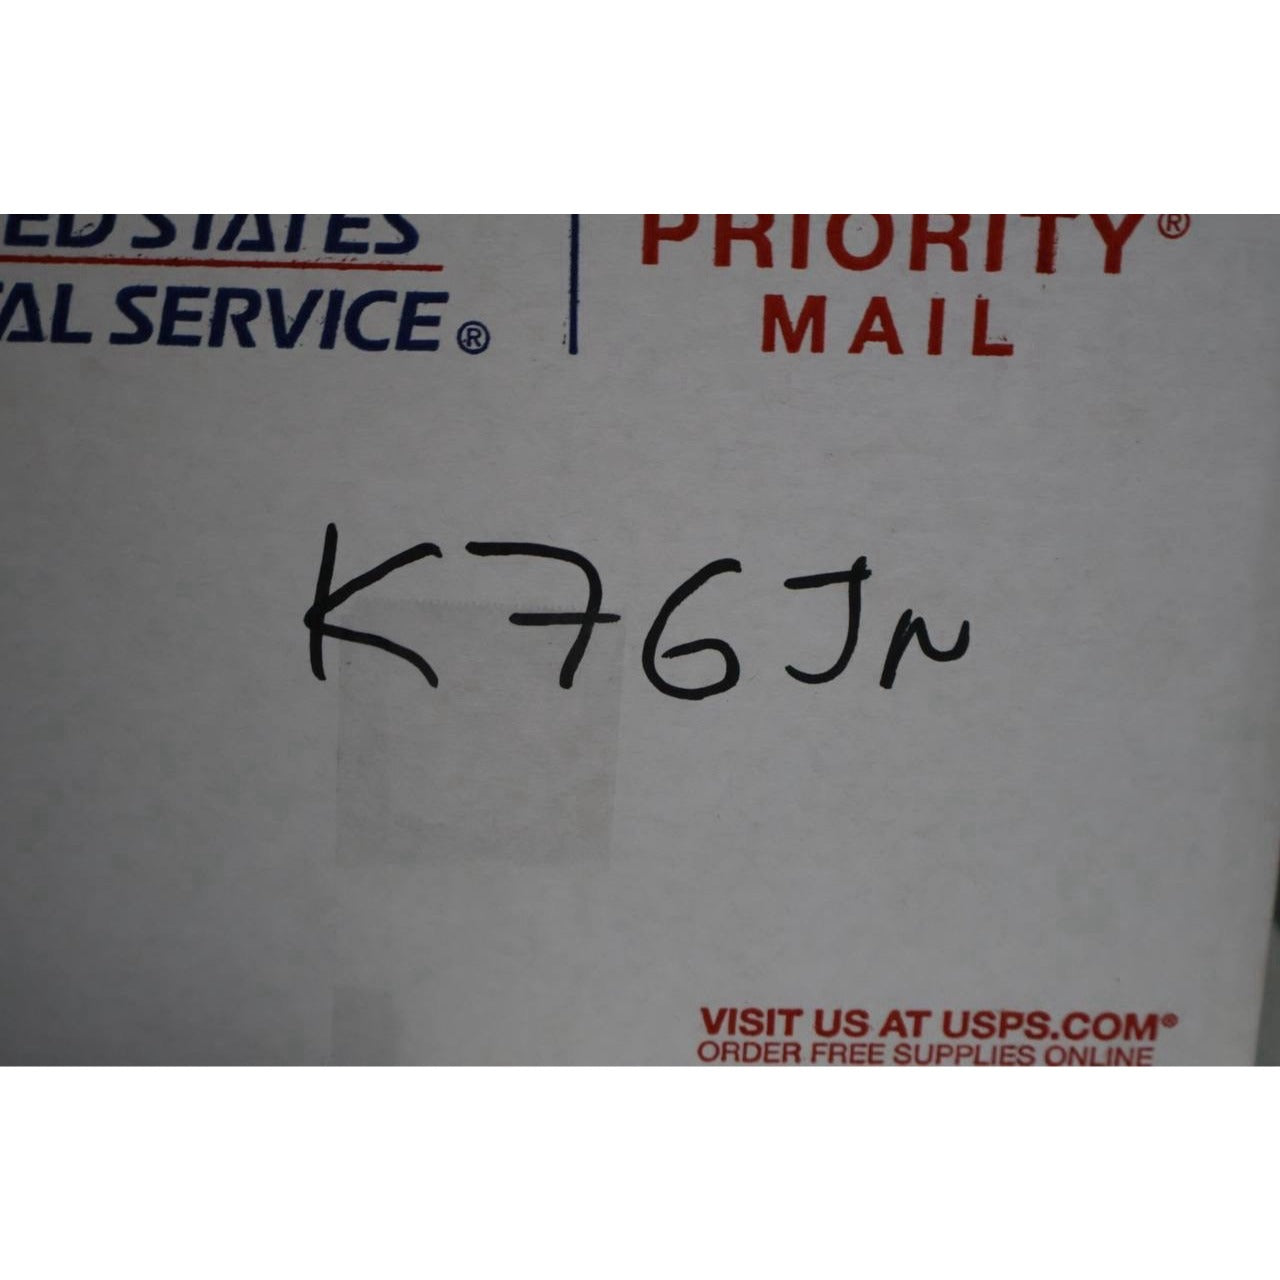 ED STATES
AL SERVICE®
PRIORITY®
MAIL
K76JN
VISIT US AT USPS.COM®
ORDER FREE SUPPLIES ONLINE